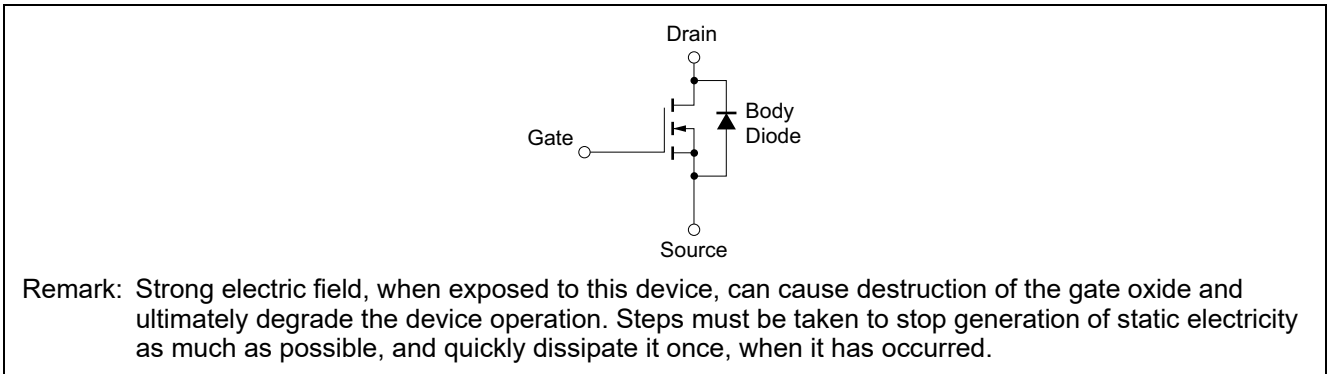 Drain
Body
Diode
Gate
Source
Remark: Strong electric field, when exposed to this device, can cause destruction of the gate oxide and
ultimately degrade the device operation. Steps must be taken to stop generation of static electricity
as much as possible, and quickly dissipate it once, when it has occurred.